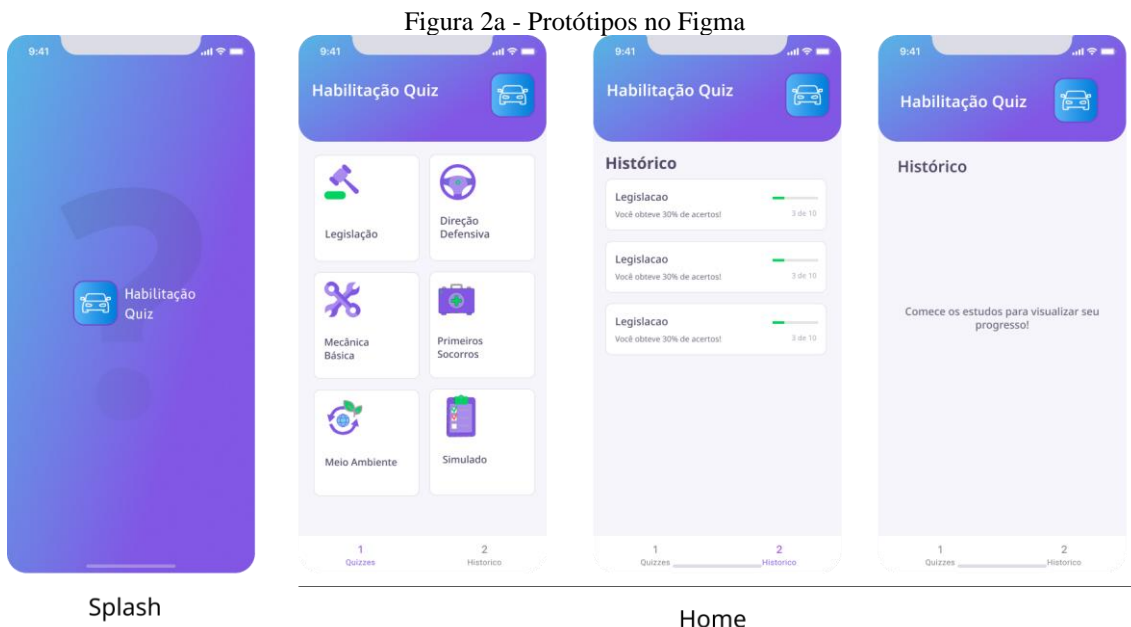 Figura 2a - Protótipos no Figma
9:41
Habilitação
Quiz
Splash
9:41
Habilitação Quiz
Legislação
Direção
Defensiva
Mecânica
Básica
Primeiros
Socorros
Meio Ambiente
Simulado
1
Quizzes
2
Historico
9:41
Habilitação Quiz
Histórico
Legislacao
Você obteve 30% de acertos!
3 de 10
Legislacao
Você obteve 30% de acertos!
3 de 10
Legislacao
Você obteve 30% de acertos!
3 de 10
1
Quizzes
2
Historico
9:41
Habilitação Quiz
Histórico
Comece os estudos para visualizar seu
progresso!
1
Quizzes
2
Historico
Home